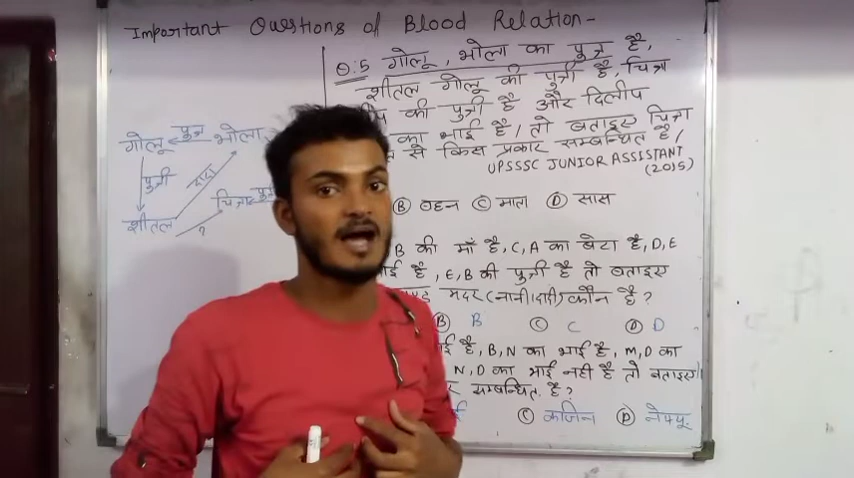 Important Questions of Blood Relation-
Q.:5 गोलू, भोला का पुत्र है,
शीतल गोलू की पुत्री है, चित्रा
की पुत्री है और दिलीप
का भाई है, तो बताइए चित्रा
से किस प्रकार सम्बन्धित है,
UPSSSC JUNIOR ASSISTANT
(2015)
Ⓑ बहन Ⓒ माता Ⓓ सास
गोलू पुत्र भोला
पुत्री दादा
चित्रा
शीतल ?
B की माँ है, C, A का बेटा है, D, E
है, E, B की पुत्री है तो बताइए
मदर (नानी/दादी) कौन है?
B Ⓒ C Ⓓ D
है, B, N का भाई है, M, D का
N, D का भाई नही है तो बताइए
सम्बन्धित है?
Ⓒ कजिन Ⓓ नेफ्यू